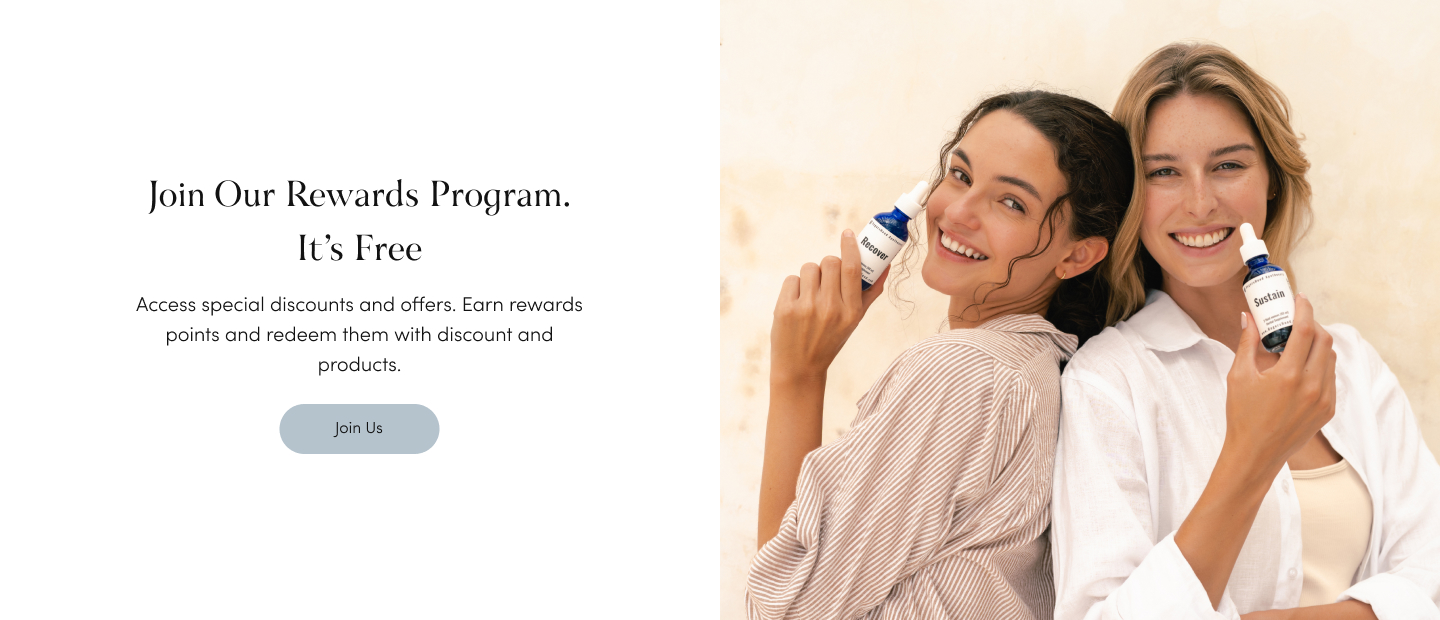 Join Our Rewards Program.
It’s Free
Access special discounts and offers. Earn rewards
points and redeem them with discount and
products.
Join Us
Recover
Sustain